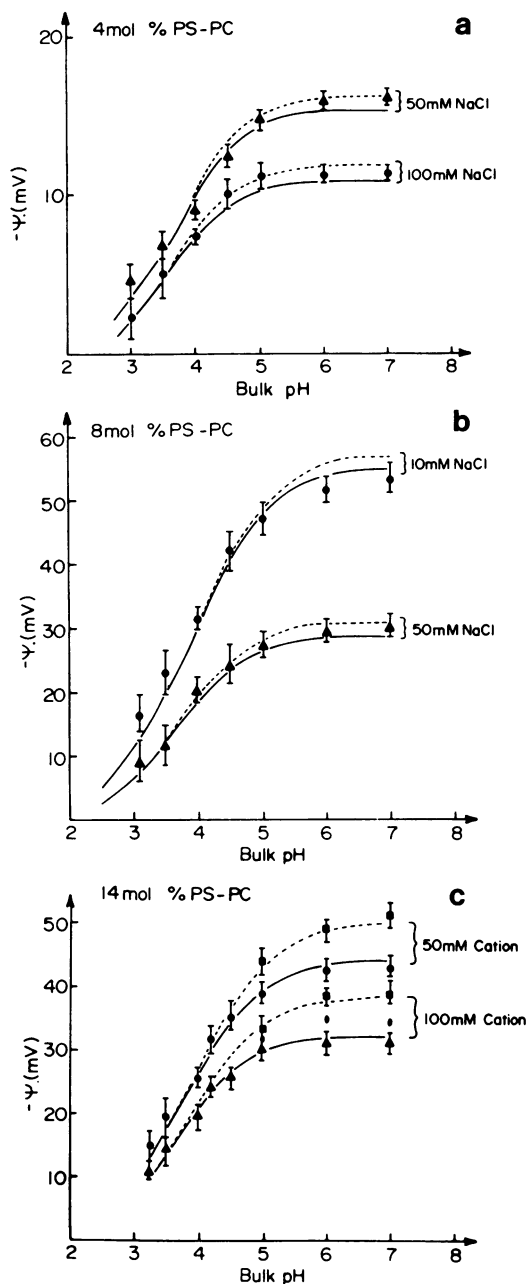 4mol % PS-PC
a
20
10
-Ψ.(mV)
50mM NaCl
100mM NaCl
2 3 4 5 6 7 8
Bulk pH
8mol % PS-PC
b
60
50
40
30
20
10
-Ψ.(mV)
10mM NaCl
50mM NaCl
2 3 4 5 6 7 8
Bulk pH
14mol % PS-PC
c
50
40
30
20
10
-Ψ.(mV)
50mM Cation
100mM Cation
2 3 4 5 6 7 8
Bulk pH